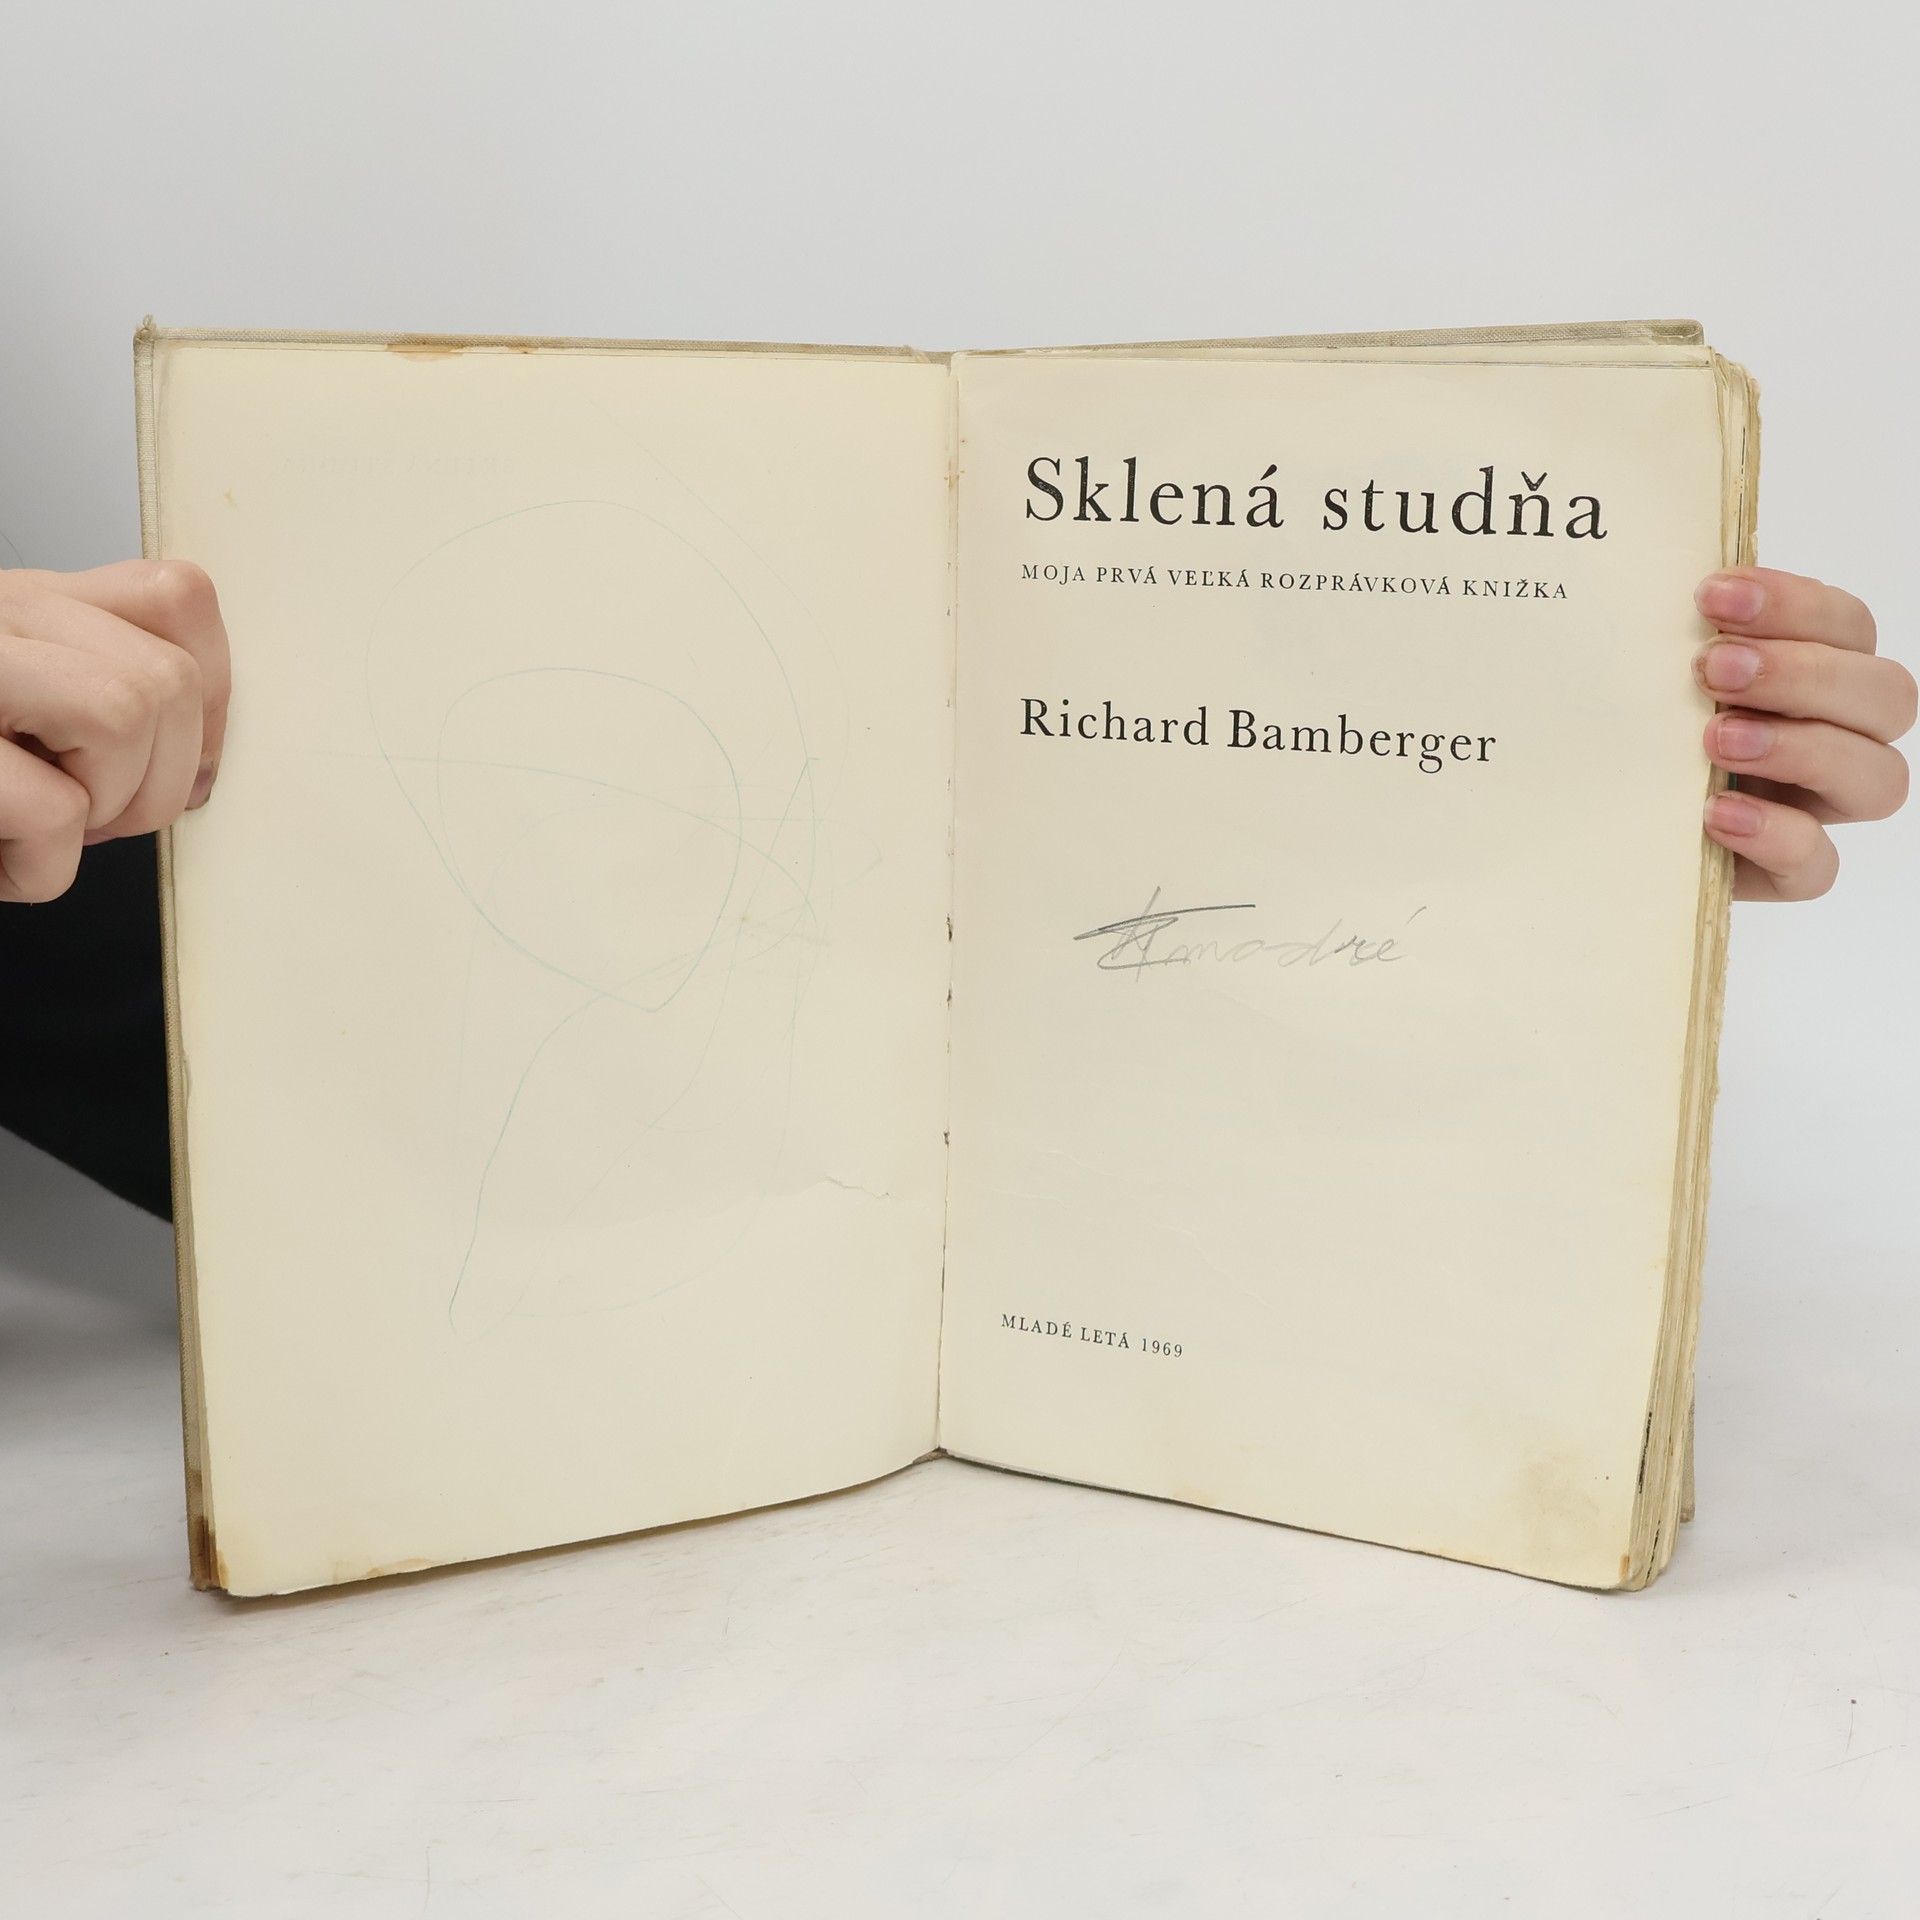 Sklená studňa
MOJA PRVÁ VEĽKÁ ROZPRÁVKOVÁ KNIŽKA
Richard Bamberger
MLADÉ LETÁ 1969